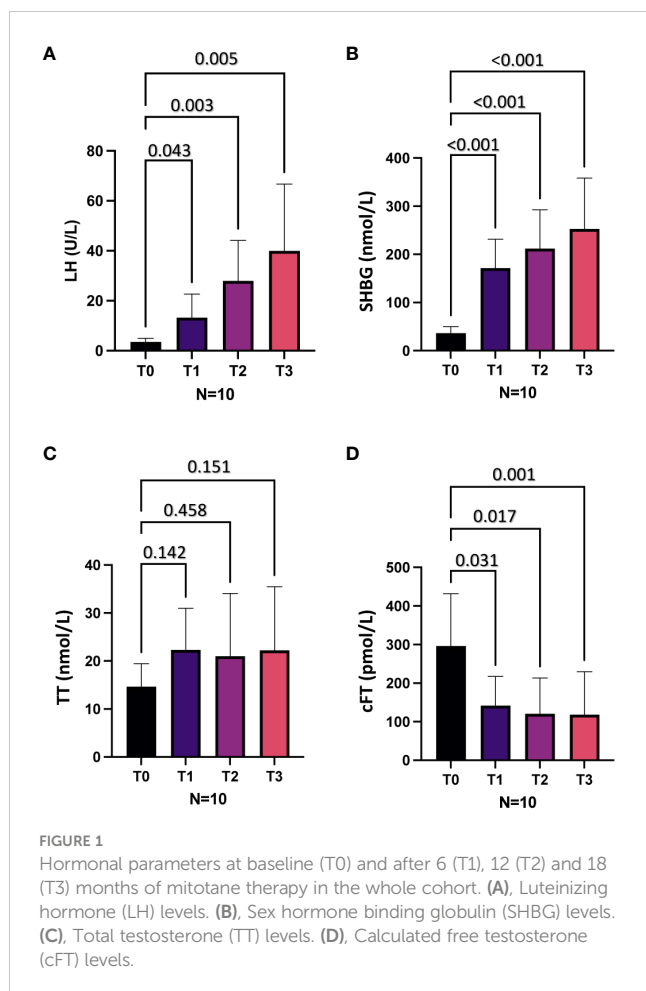 A
0.005
0.003
0.043
LH (U/L)
80
60
40
20
0
T0 T1 T2 T3
N=10
B
<0.001
<0.001
<0.001
SHBG (nmol/L)
400
300
200
100
0
T0 T1 T2 T3
N=10
C
0.151
0.458
0.142
TT (nmol/L)
40
30
20
10
0
T0 T1 T2 T3
N=10
D
0.001
0.017
0.031
cFT (pmol/L)
500
400
300
200
100
0
T0 T1 T2 T3
N=10
FIGURE 1
Hormonal parameters at baseline (T0) and after 6 (T1), 12 (T2) and 18
(T3) months of mitotane therapy in the whole cohort. (A), Luteinizing
hormone (LH) levels. (B), Sex hormone binding globulin (SHBG) levels.
(C), Total testosterone (TT) levels. (D), Calculated free testosterone
(cFT) levels.